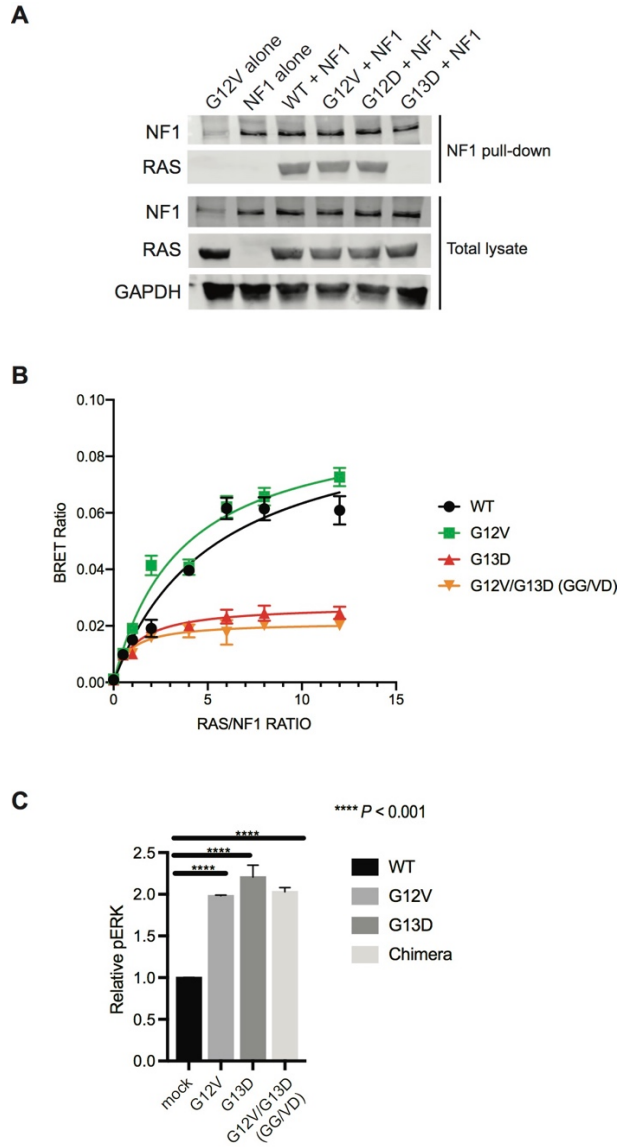 A
G12V alone
NF1 alone
WT + NF1
G12V + NF1
G12D + NF1
G13D + NF1
NF1
RAS
NF1 pull-down
NF1
RAS
GAPDH
Total lysate
B
0.10
0.08
0.06
0.04
0.02
0.00
BRET Ratio
0
5
10
15
RAS/NF1 RATIO
WT
G12V
G13D
G12V/G13D (GG/VD)
C
**** P < 0.001
****
****
****
2.5
2.0
1.5
1.0
0.5
0.0
Relative pERK
mock
G12V
G13D
G12V/G13D
(GG/VD)
WT
G12V
G13D
Chimera